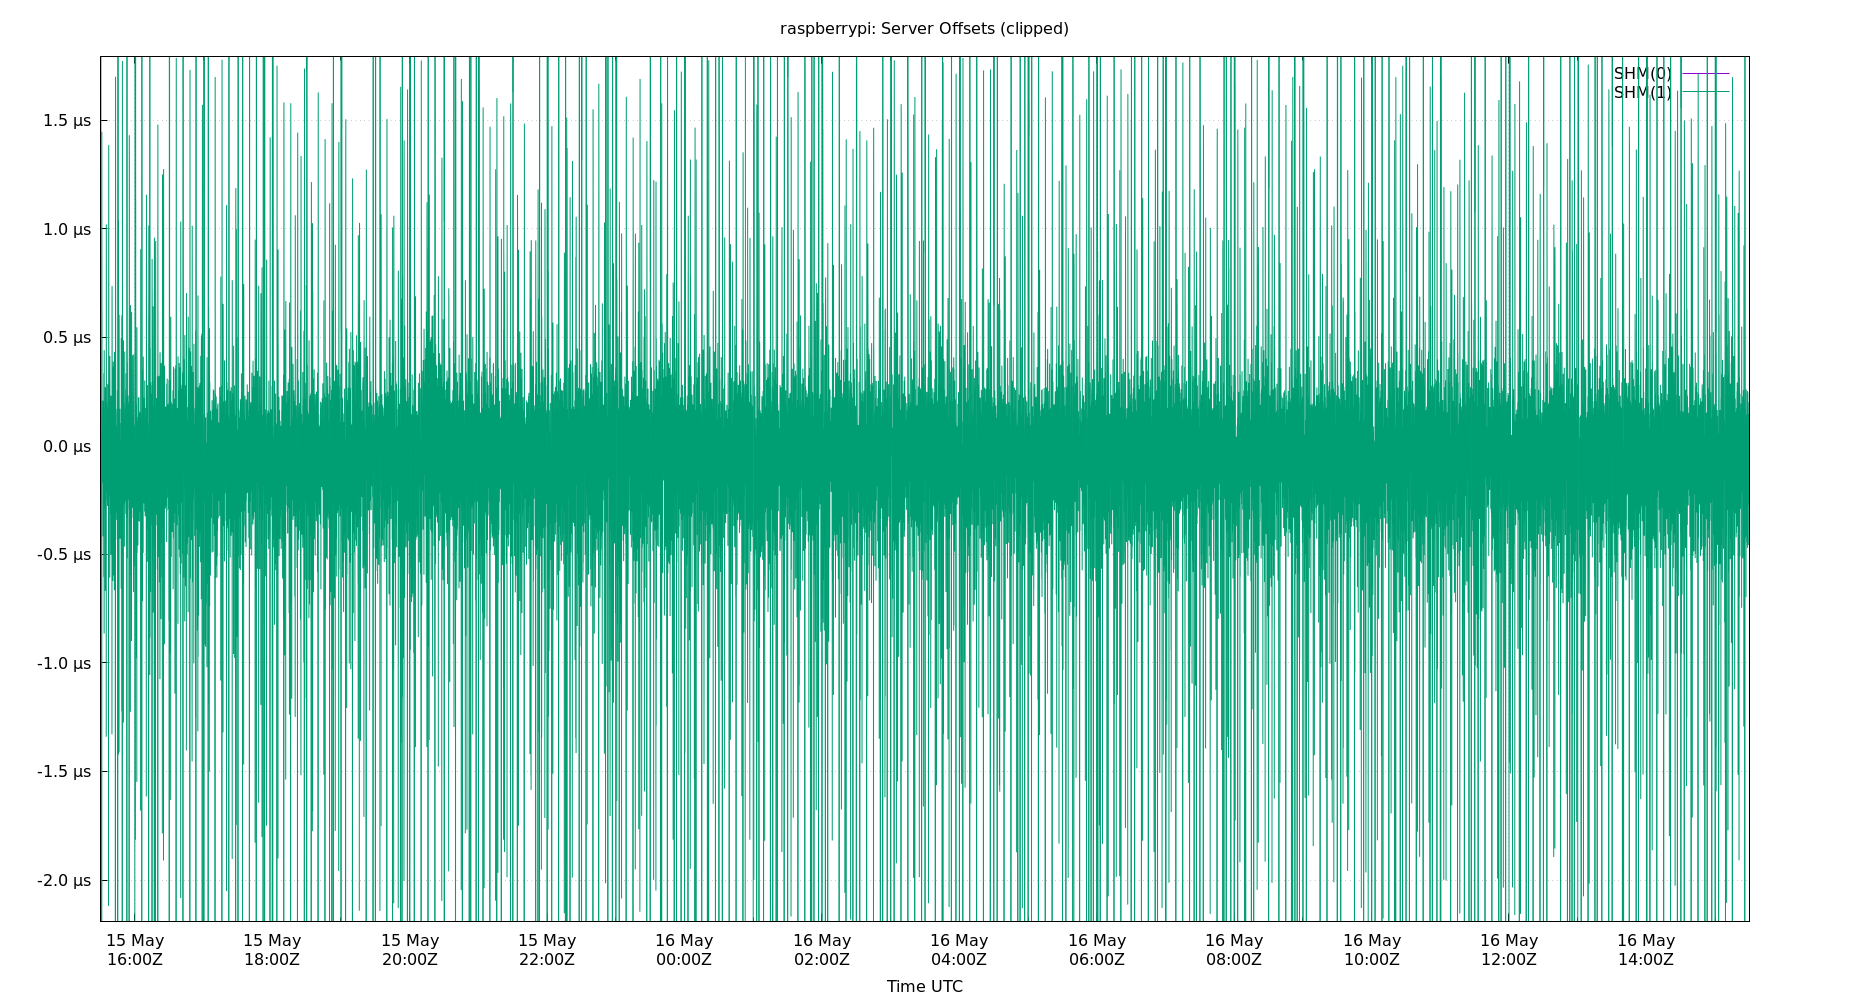 raspberrypi: Server Offsets (clipped)
SHM(0)
SHM(1)
1.5 µs
1.0 µs
0.5 µs
0.0 µs
-0.5 µs
-1.0 µs
-1.5 µs
-2.0 µs
15 May 15 May 15 May 15 May 16 May 16 May 16 May 16 May 16 May 16 May 16 May 16 May
16:00Z 18:00Z 20:00Z 22:00Z 00:00Z 02:00Z 04:00Z 06:00Z 08:00Z 10:00Z 12:00Z 14:00Z
Time UTC